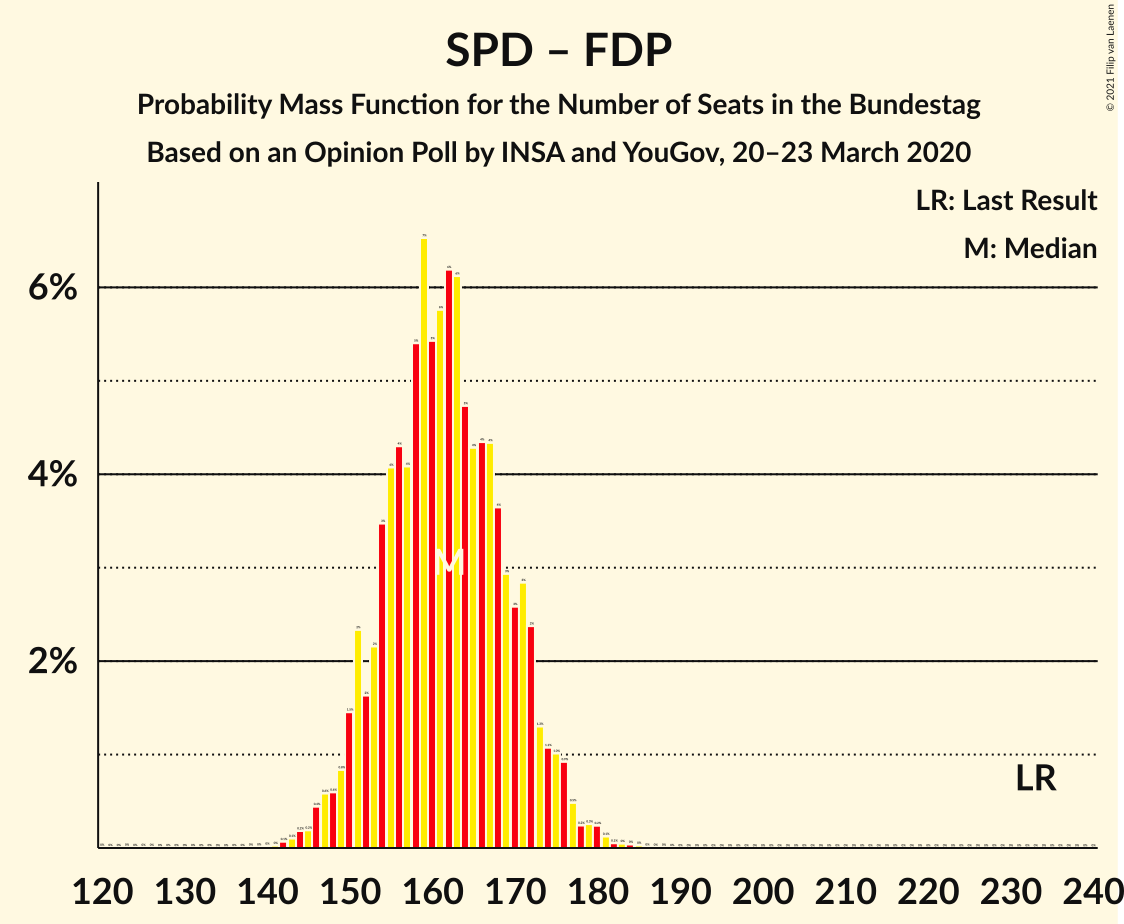 SPD – FDP
Probability Mass Function for the Number of Seats in the Bundestag
Based on an Opinion Poll by INSA and YouGov, 20–23 March 2020
© 2021 Filip van Laenen
LR: Last Result
M: Median
6%
4%
2%
M
LR
120 130 140 150 160 170 180 190 200 210 220 230 240